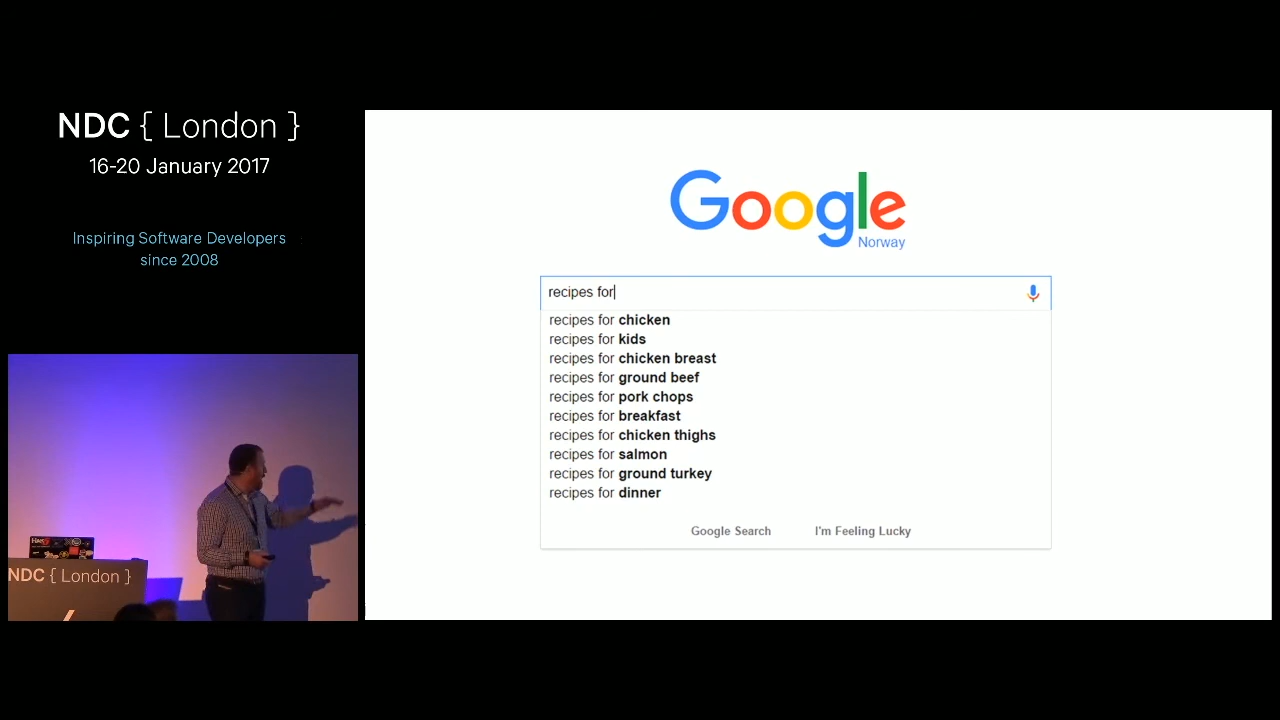 NDC { London }
16-20 January 2017
Inspiring Software Developers
since 2008
NDC { London }
Google
Norway
recipes for
recipes for chicken
recipes for kids
recipes for chicken breast
recipes for ground beef
recipes for pork chops
recipes for breakfast
recipes for chicken thighs
recipes for salmon
recipes for ground turkey
recipes for dinner
Google Search
I'm Feeling Lucky